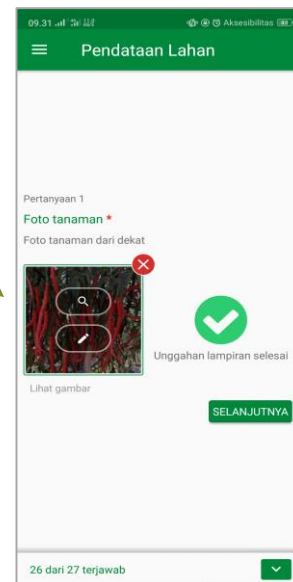 09.31
Aksesibilitas
Pendataan Lahan
Pertanyaan 1
Foto tanaman *
Foto tanaman dari dekat
Unggahan lampiran selesai
Lihat gambar
SELANJUTNYA
26 dari 27 terjawab